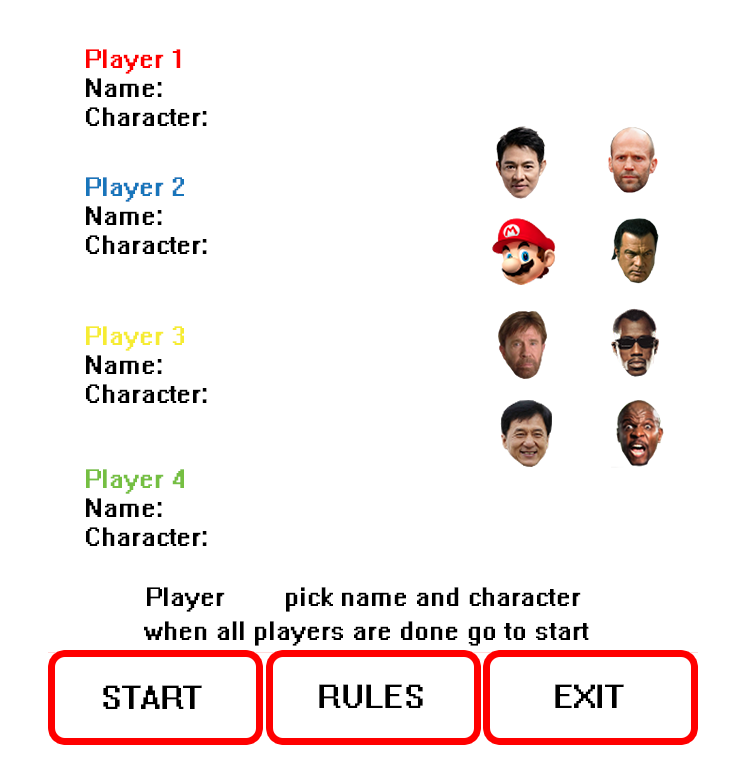 Player 1
Name:
Character:
Player 2
Name:
Character:
Player 3
Name:
Character:
Player 4
Name:
Character:
Player pick name and character
when all players are done go to start
START RULES EXIT